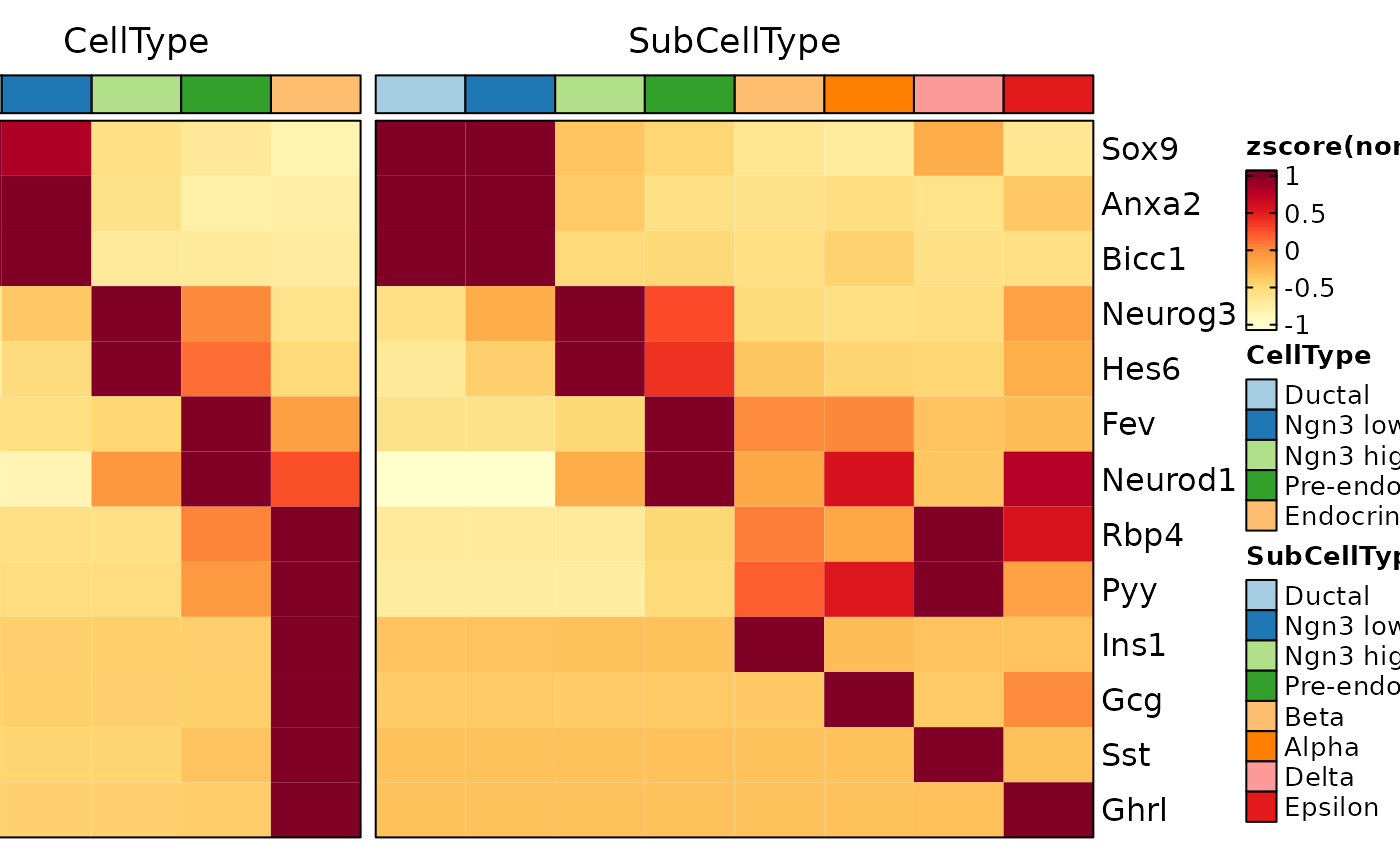 CellType
SubCellType
Sox9
Anxa2
Bicc1
Neurog3
Hes6
Fev
Neurod1
Rbp4
Pyy
Ins1
Gcg
Sst
Ghrl
zscore(nor
1
0.5
0
-0.5
-1
CellType
Ductal
Ngn3 low
Ngn3 hig
Pre-endo
Endocrin
SubCellTyp
Ductal
Ngn3 low
Ngn3 hig
Pre-endo
Beta
Alpha
Delta
Epsilon